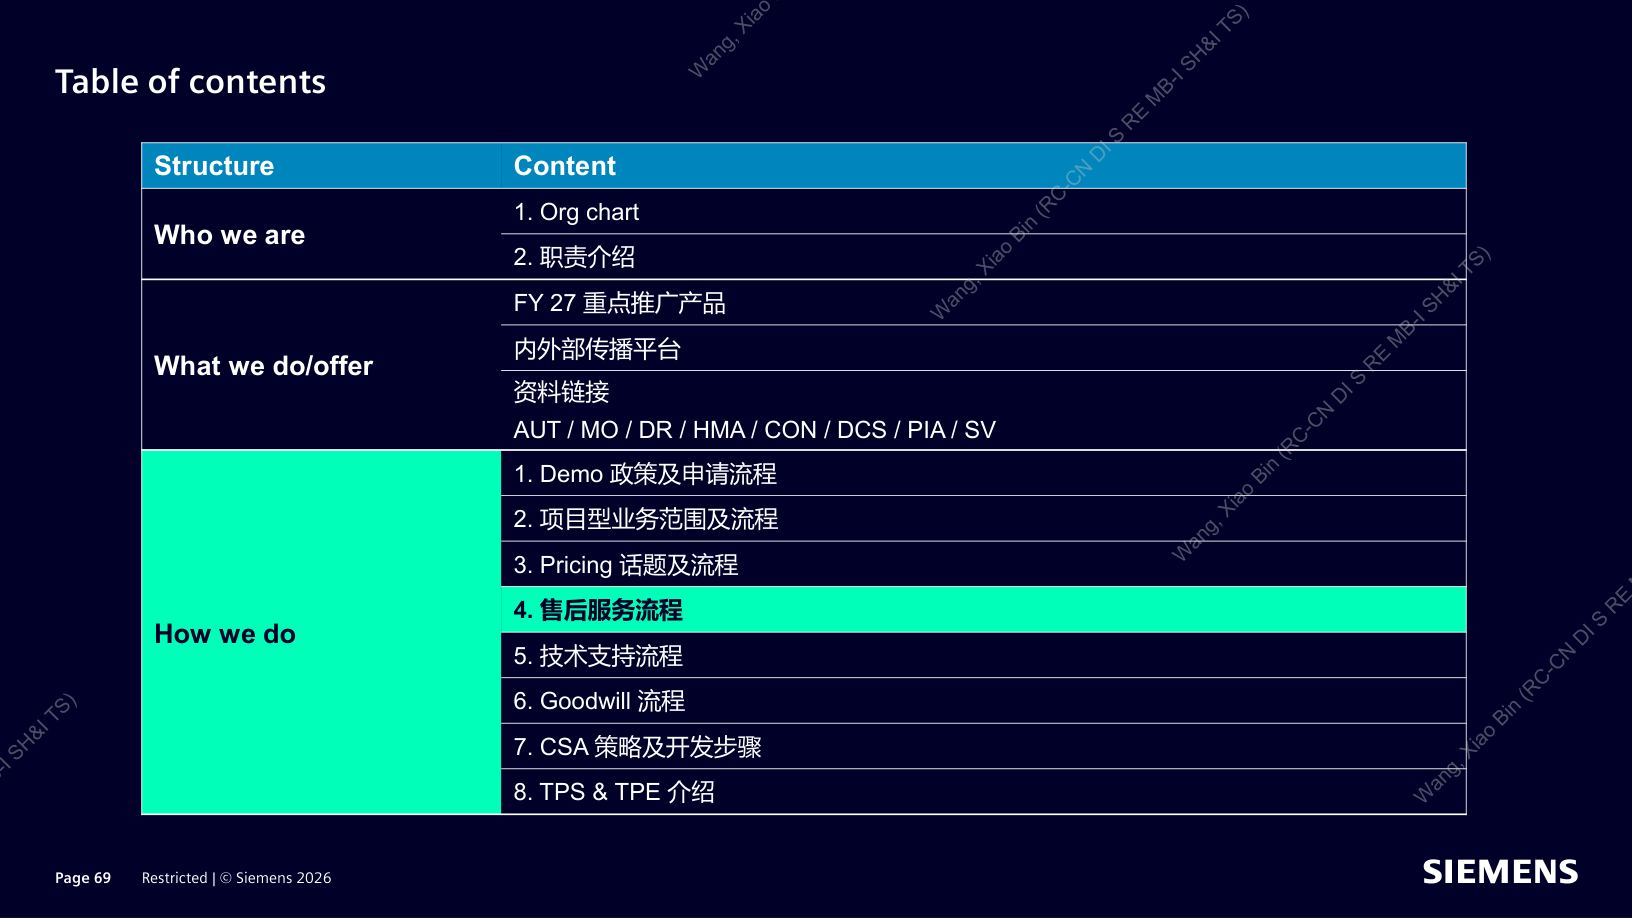 Table of contents
Structure
Content
Who we are
1. Org chart
2. 职责介绍
What we do/offer
FY 27 重点推广产品
内外部传播平台
资料链接
AUT / MO / DR / HMA / CON / DCS / PIA / SV
How we do
1. Demo 政策及申请流程
2. 项目型业务范围及流程
3. Pricing 话题及流程
4. 售后服务流程
5. 技术支持流程
6. Goodwill 流程
7. CSA 策略及开发步骤
8. TPS & TPE 介绍
Wang, Xiao
Wang, Xiao Bin (RC-CN DI S RE MB-I SH&I TS)
Wang, Xiao Bin (RC-CN DI S RE MB-I SH&I TS)
Wang, Xiao Bin (RC-CN DI S RE
-I SH&I TS)
Page 69
Restricted | © Siemens 2026
SIEMENS